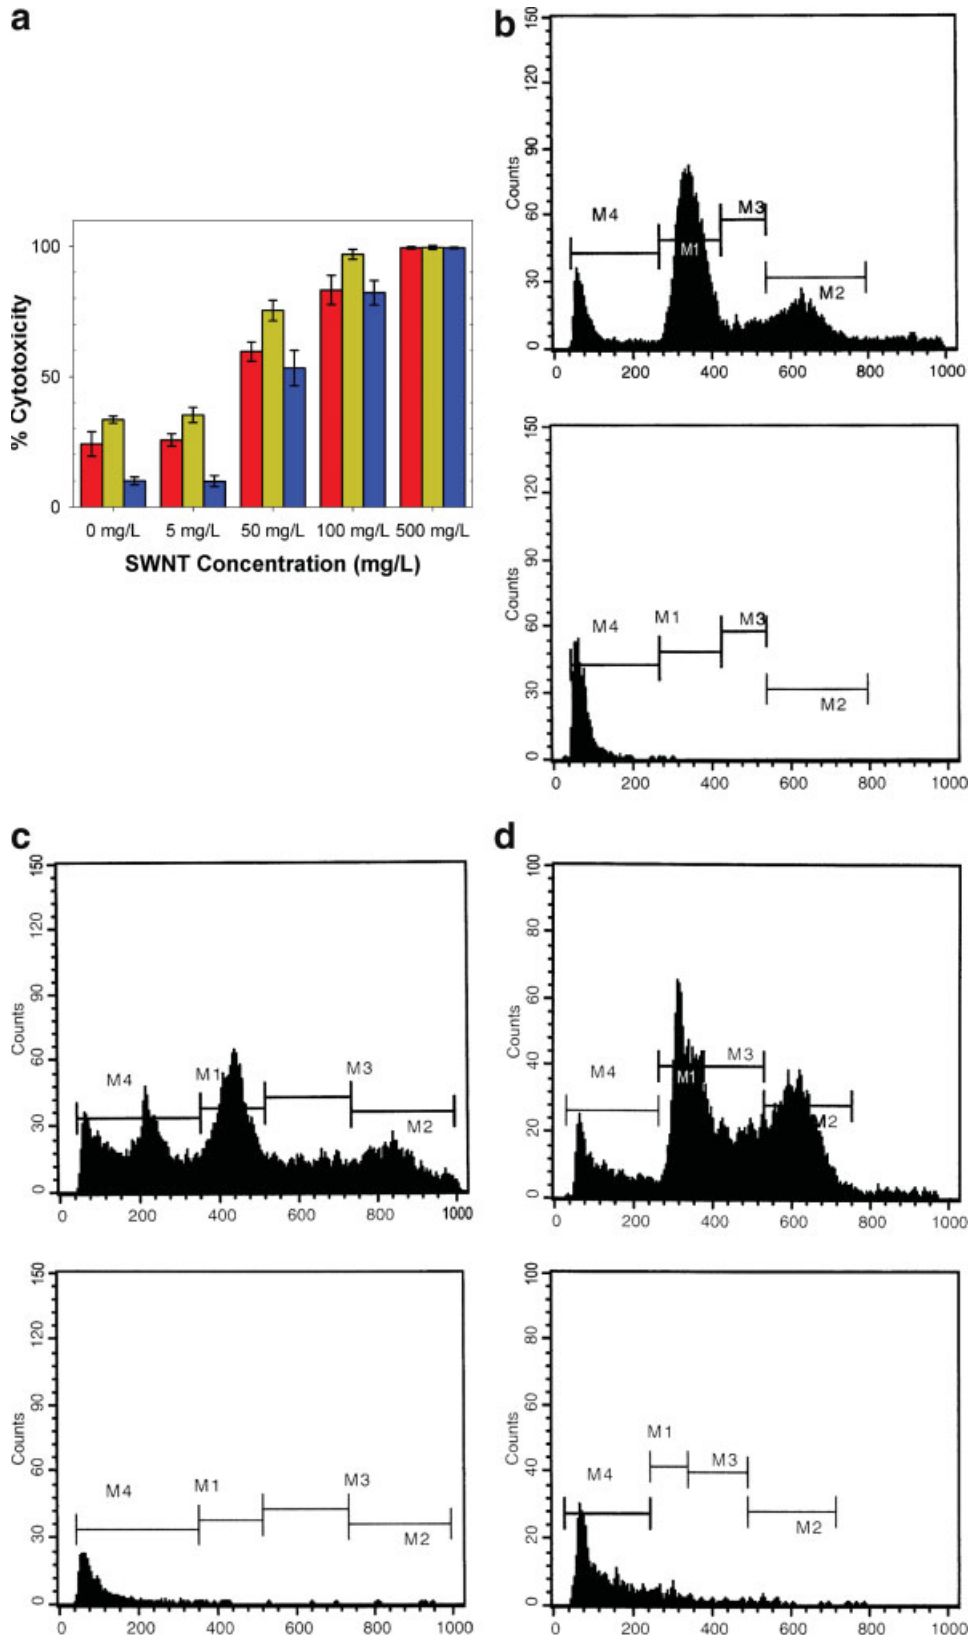 a
% Cytotoxicity
100
50
0
0 mg/L 5 mg/L 50 mg/L 100 mg/L 500 mg/L
SWNT Concentration (mg/L)
b
Counts
150
120
90
60
30
0
M4
M1
M3
M2
0 200 400 600 800 1000
Counts
150
120
90
60
30
0
M4
M1
M3
M2
0 200 400 600 800 1000
c
Counts
150
120
90
60
30
0
M4
M1
M3
M2
0 200 400 600 800 1000
d
Counts
100
80
60
40
20
0
M4
M1
M3
M2
0 200 400 600 800 1000
Counts
150
120
90
60
30
0
M4
M1
M3
M2
0 200 400 600 800 1000
Counts
100
80
60
40
20
0
M4
M1
M3
M2
0 200 400 600 800 1000